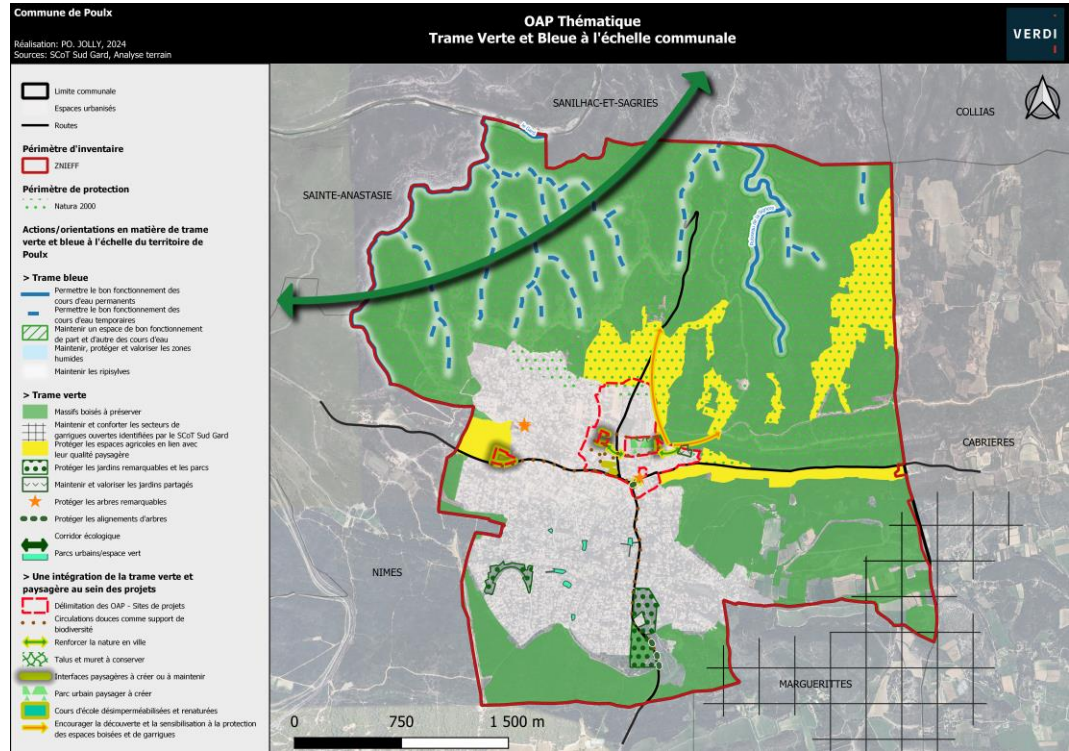 Commune de Poulx
Réalisation: PO. JOLLY, 2024
Sources: SCoT Sud Gard, Analyse terrain
OAP Thématique
Trame Verte et Bleue à l'échelle communale
VERDI
Limite communale
Espaces urbanisés
Routes
Périmètre d'inventaire
ZNIEFF
Périmètre de protection
Natura 2000
Actions/orientations en matière de trame
verte et bleue à l'échelle du territoire de
Poulx
> Trame bleue
Permettre le bon fonctionnement des
cours d'eau permanents
Permettre le bon fonctionnement des
cours d'eau temporaires
Maintenir un espace de bon fonctionnement
de part et d'autre des cours d'eau
Maintenir, protéger et valoriser les zones
humides
Maintenir les ripisylves
> Trame verte
Massifs boisés à préserver
Maintenir et conforter les secteurs de
garrigues ouvertes identifiées par le SCoT Sud Gard
Protéger les espaces agricoles en lien avec
leur qualité paysagère
Protéger les jardins remarquables et les parcs
Maintenir et valoriser les jardins partagés
Protéger les arbres remarquables
Protéger les alignements d'arbres
Corridor écologique
Parcs urbains/espace vert
> Une intégration de la trame verte et
paysagère au sein des projets
Délimitation des OAP - Sites de projets
Circulations douces comme support de
biodiversité
Renforcer la nature en ville
Talus et muret à conserver
Interfaces paysagères à créer ou à maintenir
Parc urbain paysager à créer
Cours d'école désimperméabilisées et renaturées
Encourager la découverte et la sensibilisation à la protection
des espaces boisées et de garrigues
SANILHAC-ET-SAGRIES
COLLIAS
SAINTE-ANASTASIE
CABRIERES
NIMES
MARGUERITTES
0 750 1 500 m